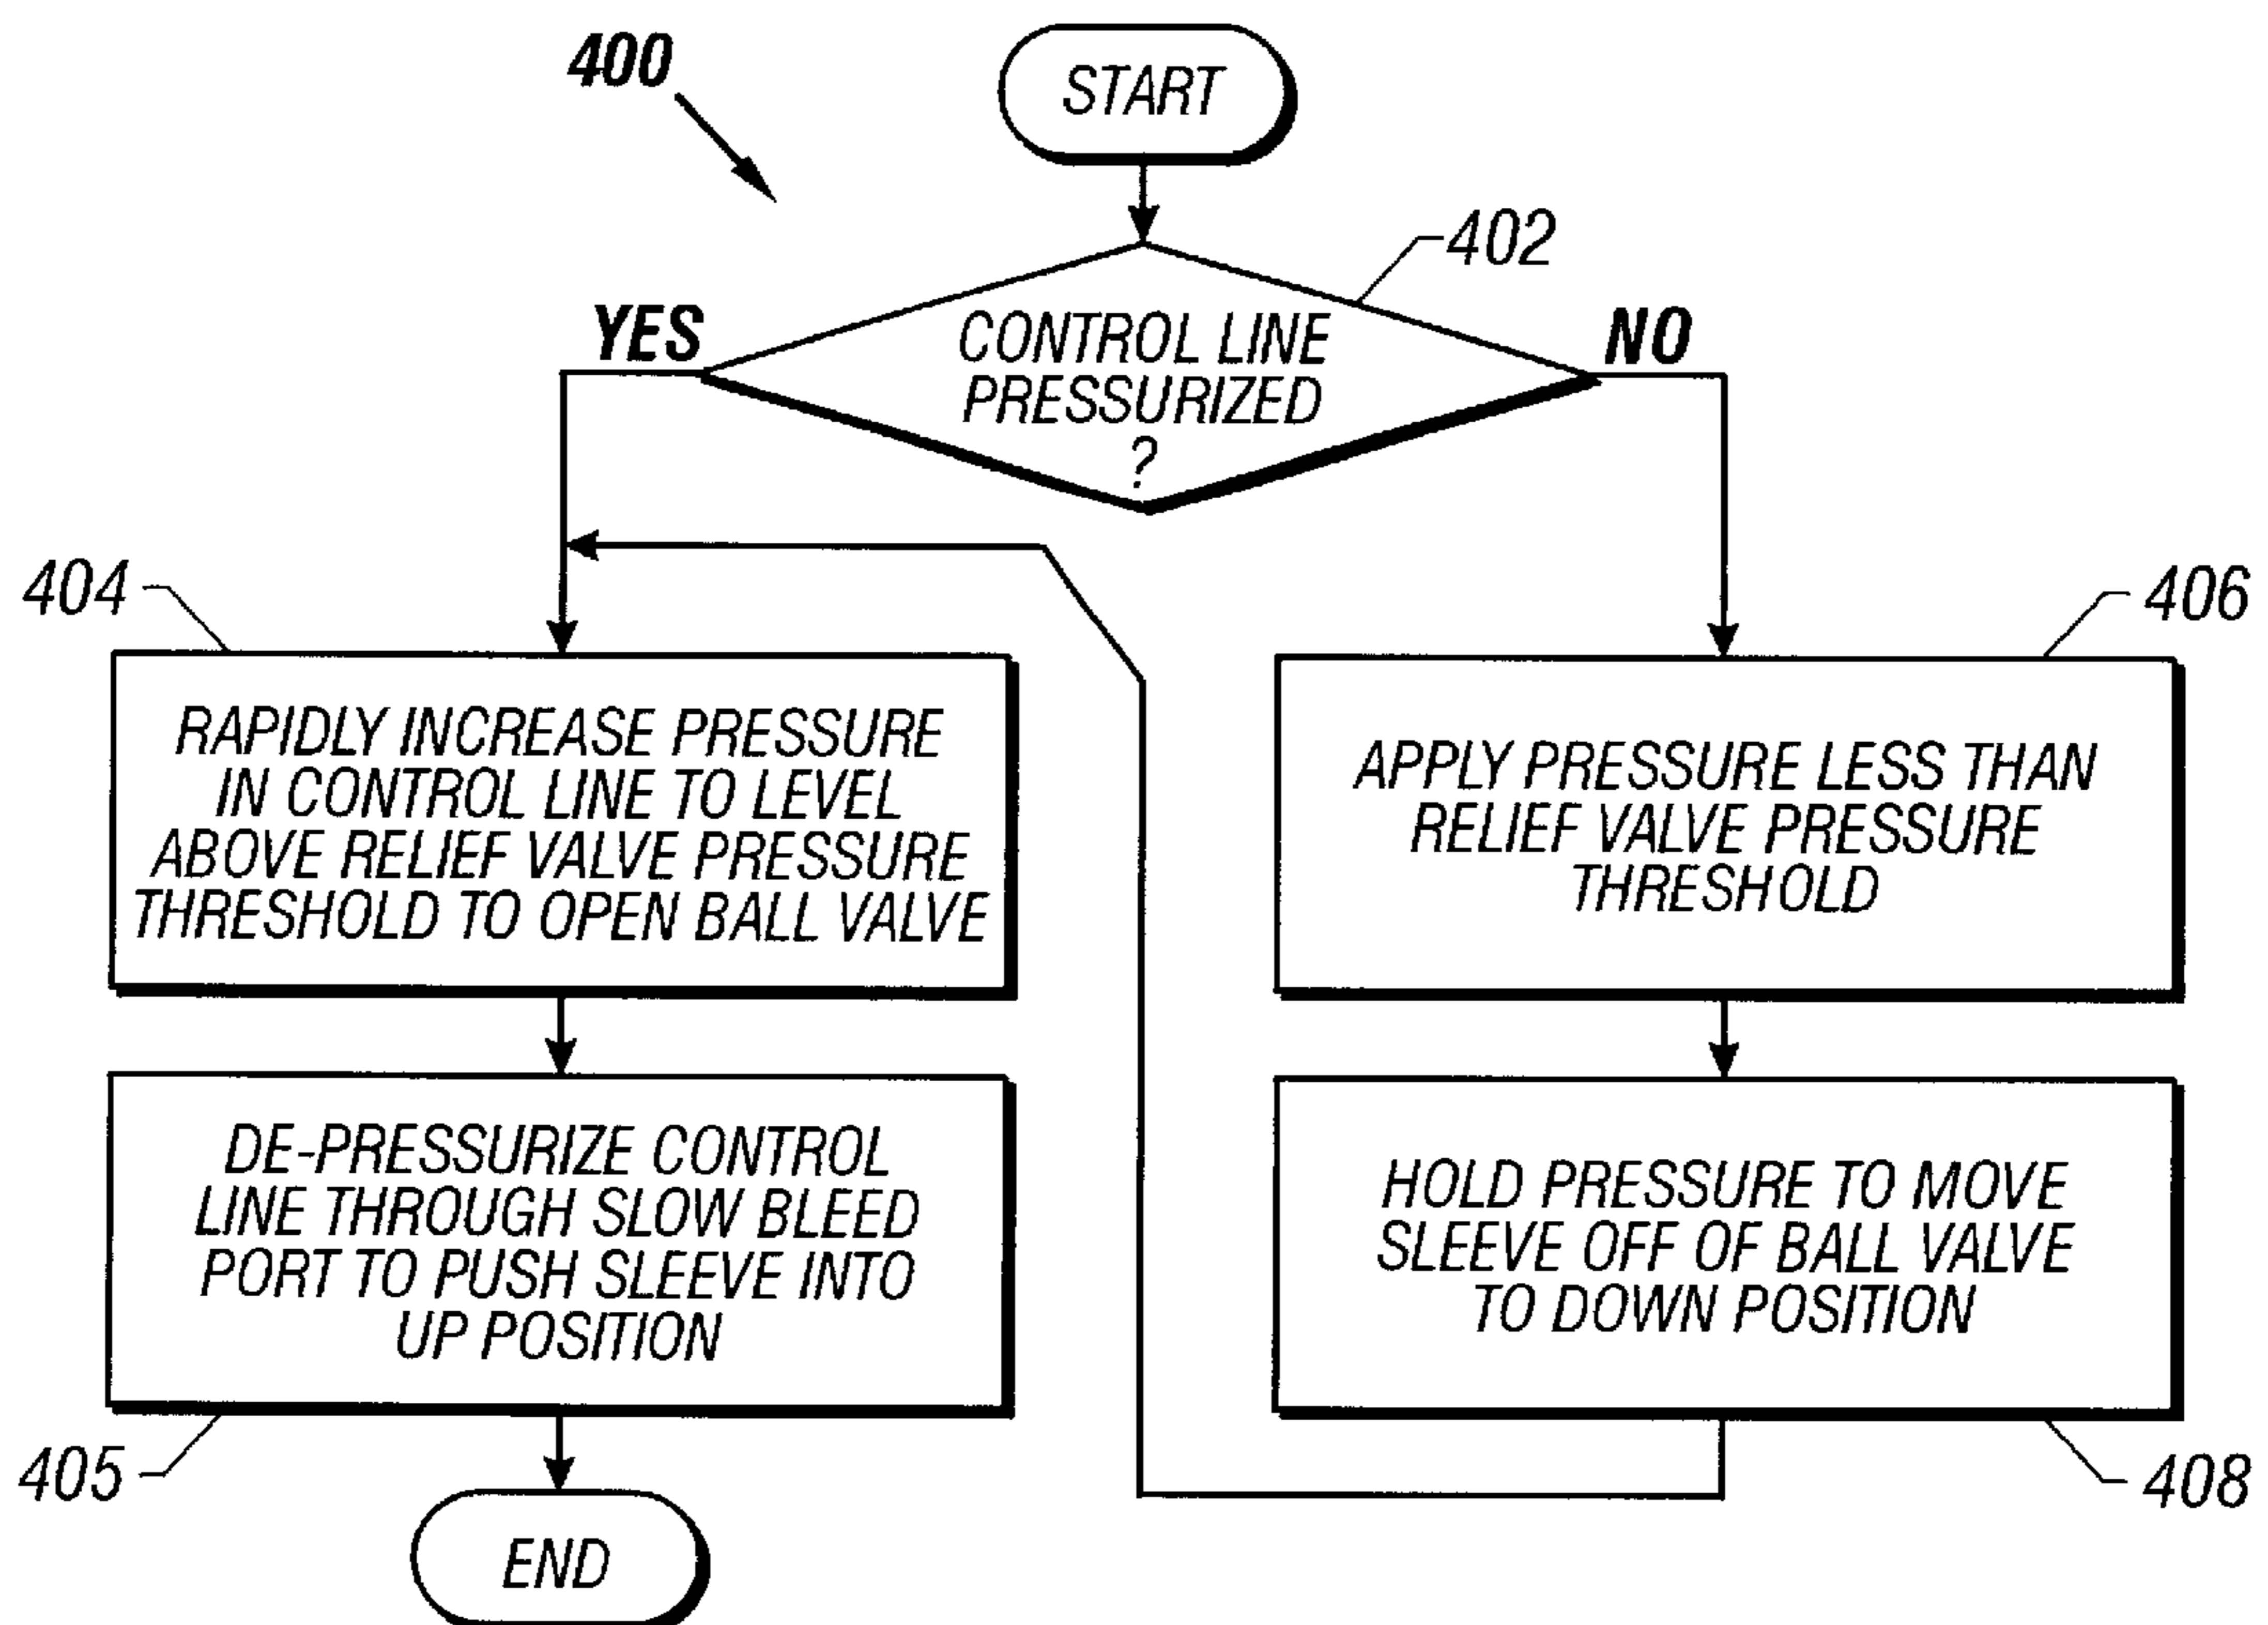 400
START
402
YES
CONTROL LINE
PRESSURIZED
?
NO
404
RAPIDLY INCREASE PRESSURE
IN CONTROL LINE TO LEVEL
ABOVE RELIEF VALVE PRESSURE
THRESHOLD TO OPEN BALL VALVE
406
APPLY PRESSURE LESS THAN
RELIEF VALVE PRESSURE
THRESHOLD
DE-PRESSURIZE CONTROL
LINE THROUGH SLOW BLEED
PORT TO PUSH SLEEVE INTO
UP POSITION
405
HOLD PRESSURE TO MOVE
SLEEVE OFF OF BALL VALVE
TO DOWN POSITION
408
END